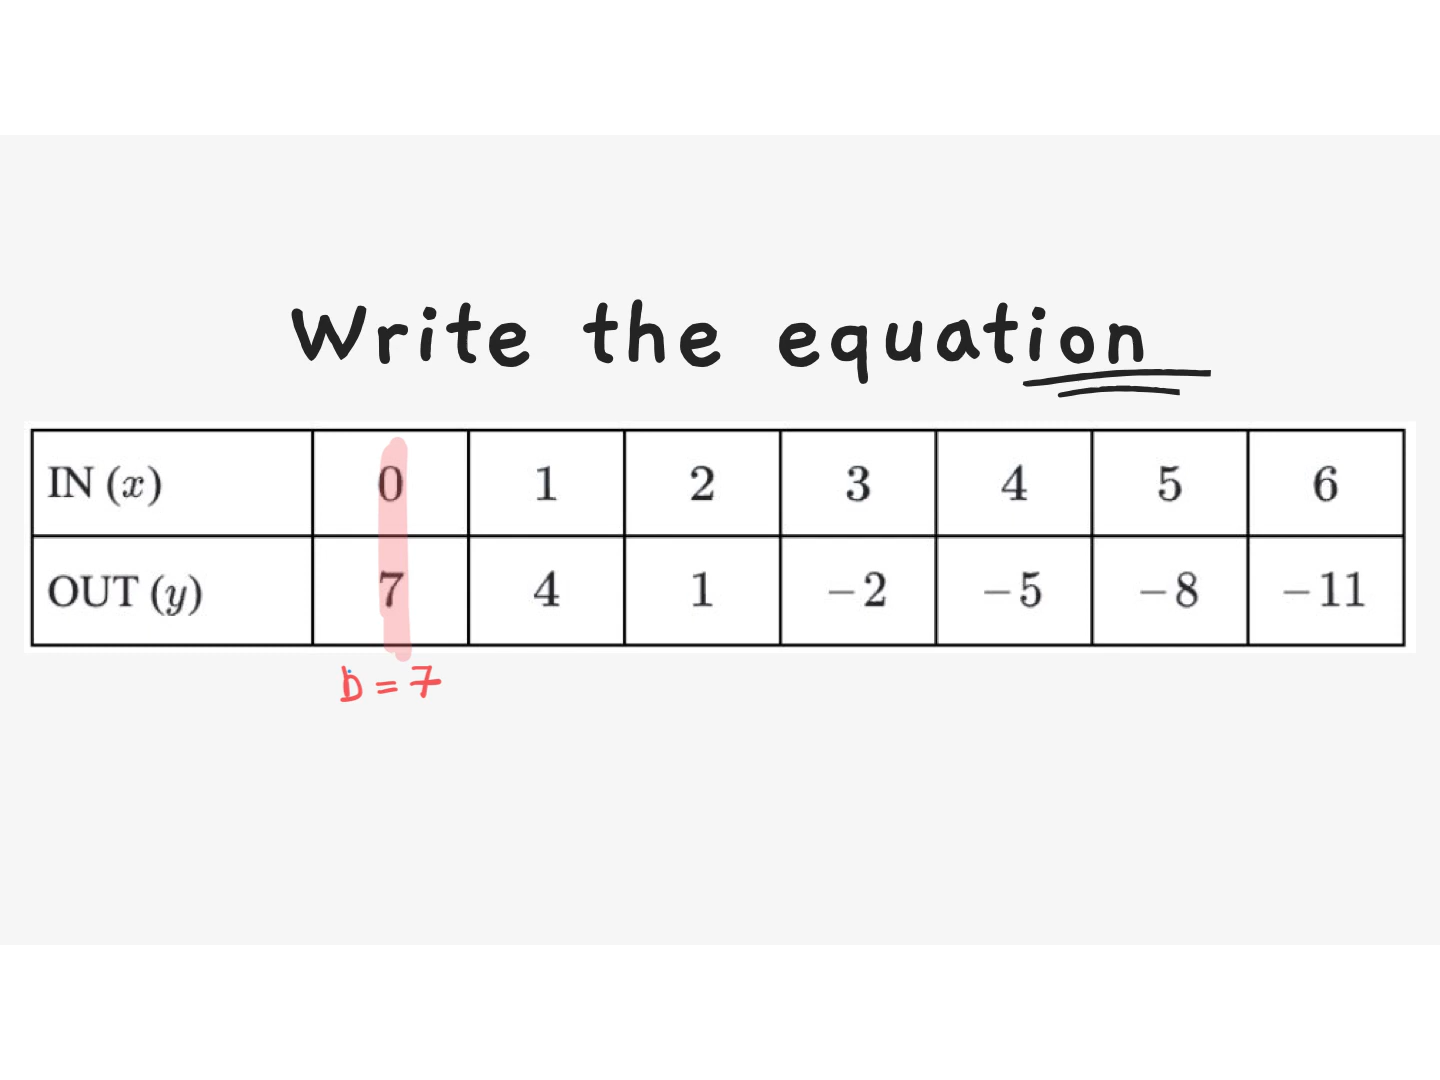 Write the equation
IN (x) 0 1 2 3 4 5 6
OUT (y) 7 4 1 −2 −5 −8 −11
b = 7